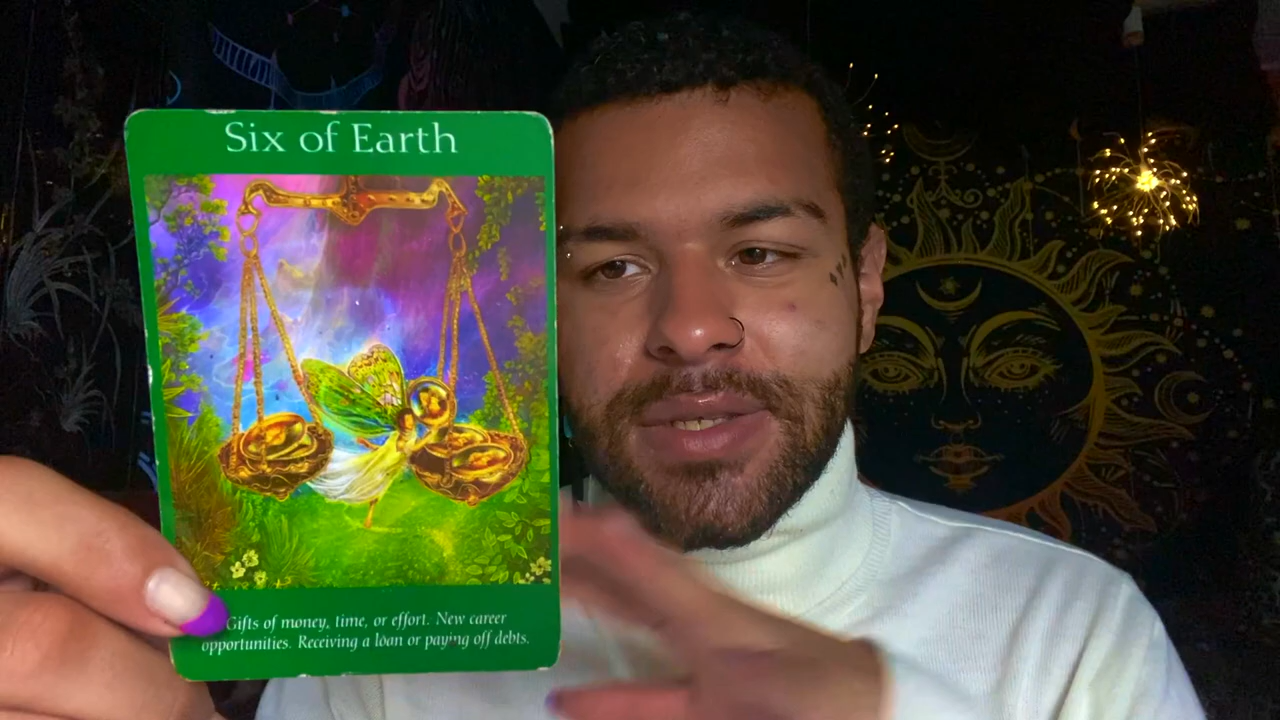 Six of Earth
Gifts of money, time, or effort. New career
opportunities. Receiving a loan or paying off debts.